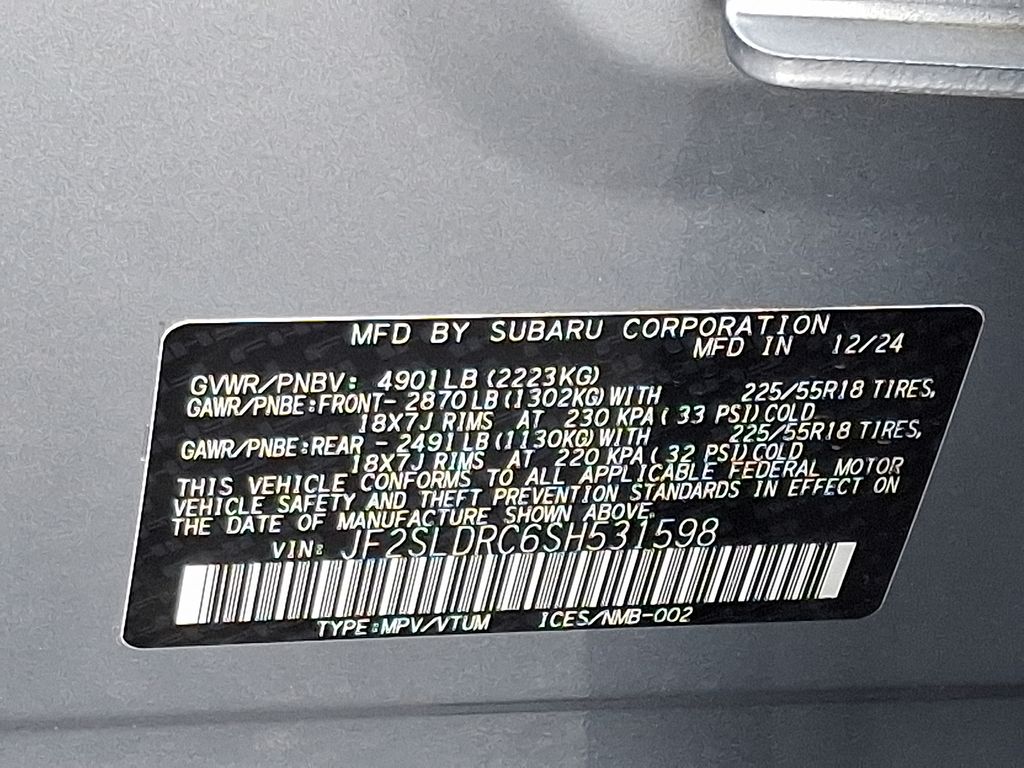 MFD BY SUBARU CORPORATION
MFD IN 12/24
GVWR/PNBV: 4901LB (2223KG)
GAWR/PNBE:FRONT- 2870LB (1302KG) WITH 225/55R18 TIRES,
18X7J RIMS AT 230 KPA ( 33 PSI) COLD
GAWR/PNBE:REAR - 2491LB (1130KG) WITH 225/55R18 TIRES,
18X7J RIMS AT 220 KPA ( 32 PSI) COLD
THIS VEHICLE CONFORMS TO ALL APPLICABLE FEDERAL MOTOR
VEHICLE SAFETY AND THEFT PREVENTION STANDARDS IN EFFECT ON
THE DATE OF MANUFACTURE SHOWN ABOVE.
VIN: JF2SLDRC6SH531598
TYPE:MPV/VTUM ICES/NMB-002